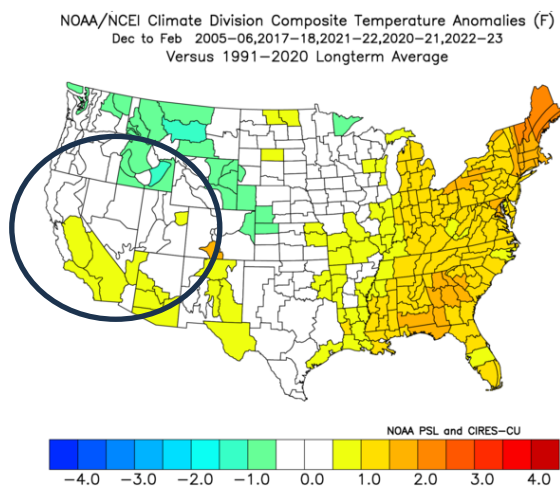 NOAA/NCEI Climate Division Composite Temperature Anomalies (F)
Dec to Feb 2005-06,2017-18,2021-22,2020-21,2022-23
Versus 1991-2020 Longterm Average
NOAA PSL and CIRES-CU
-4.0 -3.0 -2.0 -1.0 0.0 1.0 2.0 3.0 4.0